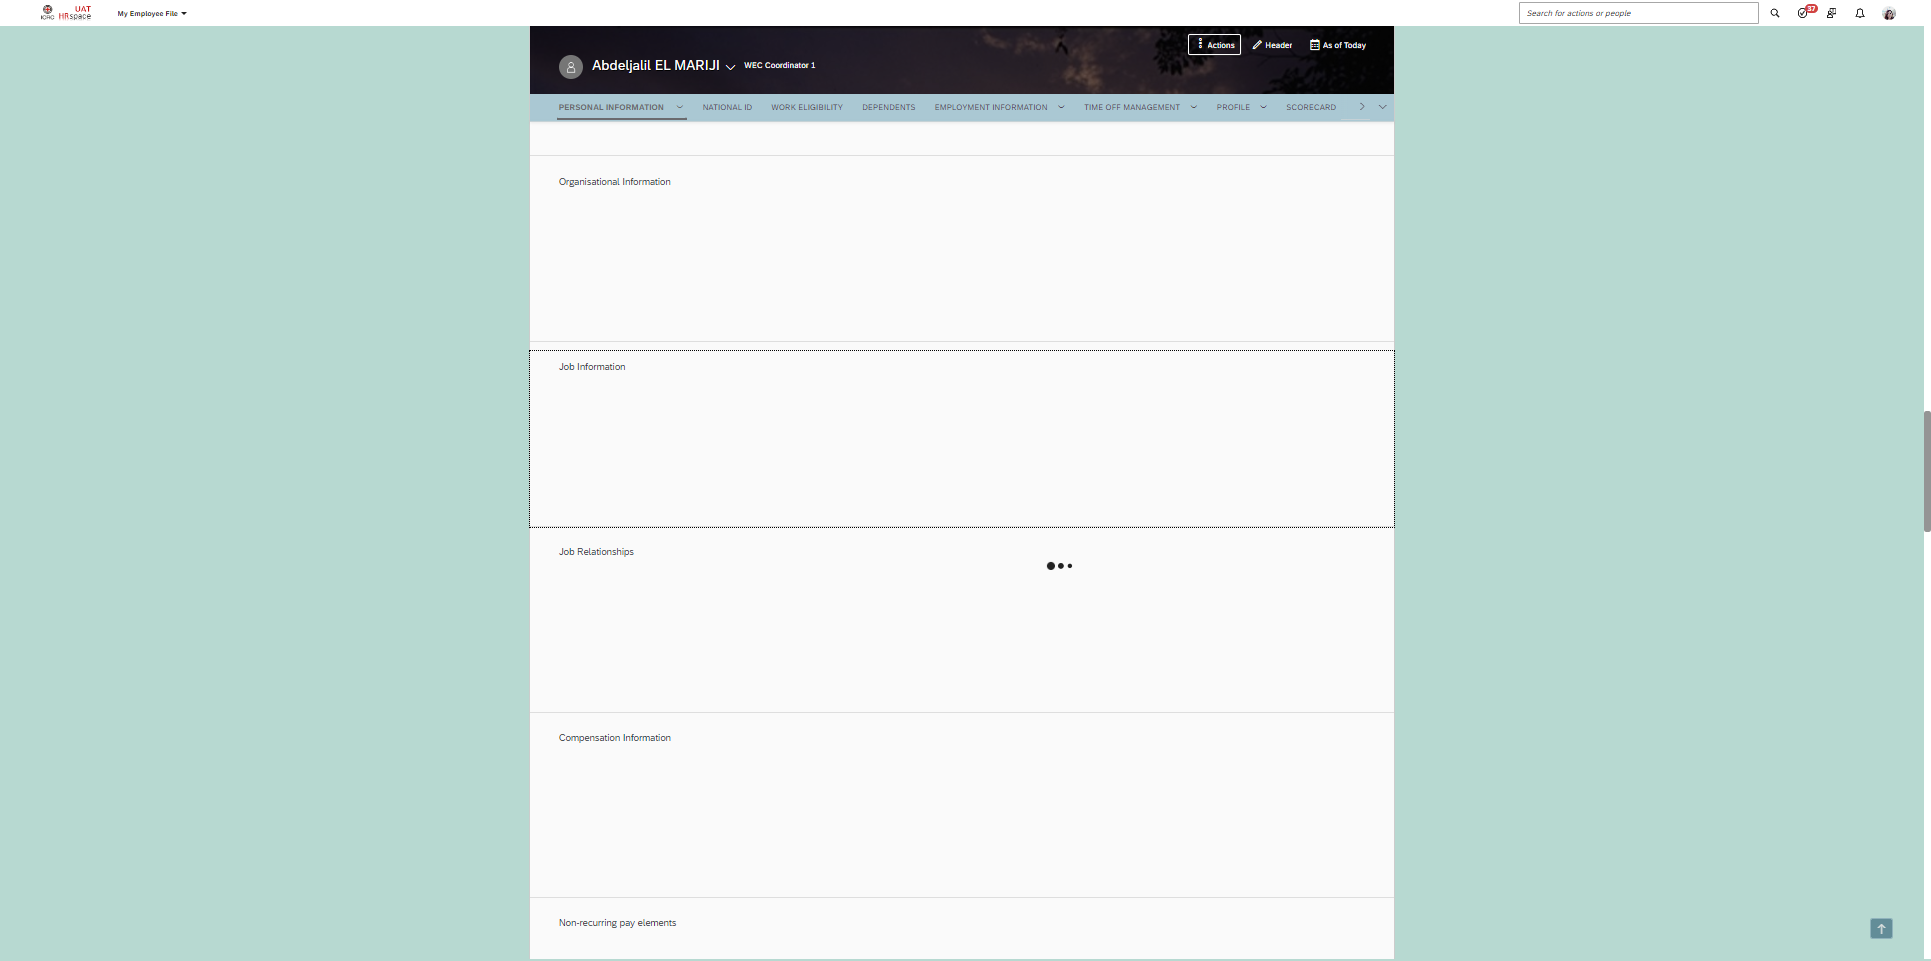 ICRC
UAT
HRspace
My Employee File
Search for actions or people
37
Actions
Header
As of Today
Abdeljalil EL MARIJI
WEC Coordinator 1
PERSONAL INFORMATION
NATIONAL ID
WORK ELIGIBILITY
DEPENDENTS
EMPLOYMENT INFORMATION
TIME OFF MANAGEMENT
PROFILE
SCORECARD
Organisational Information
Job Information
Job Relationships
Compensation Information
Non-recurring pay elements